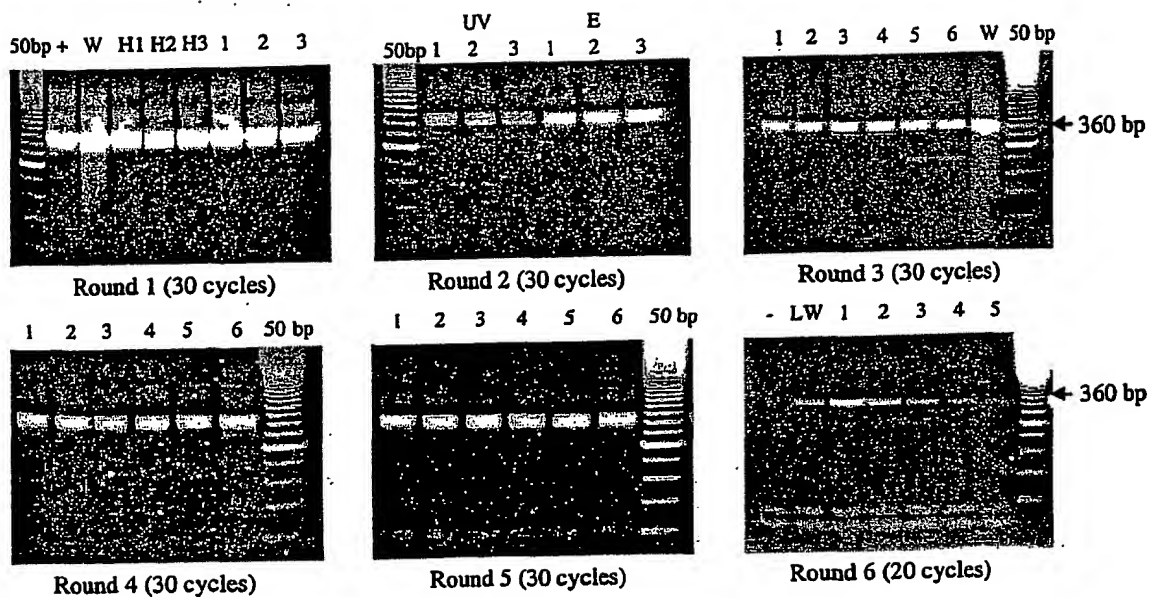 UV E
50bp + W H1 H2 H3 1 2 3
50bp 1 2 3 1 2 3
1 2 3 4 5 6 W 50 bp
360 bp
Round 1 (30 cycles)
Round 2 (30 cycles)
Round 3 (30 cycles)
1 2 3 4 5 6 50 bp
1 2 3 4 5 6 50 bp
- LW 1 2 3 4 5
360 bp
Round 4 (30 cycles)
Round 5 (30 cycles)
Round 6 (20 cycles)